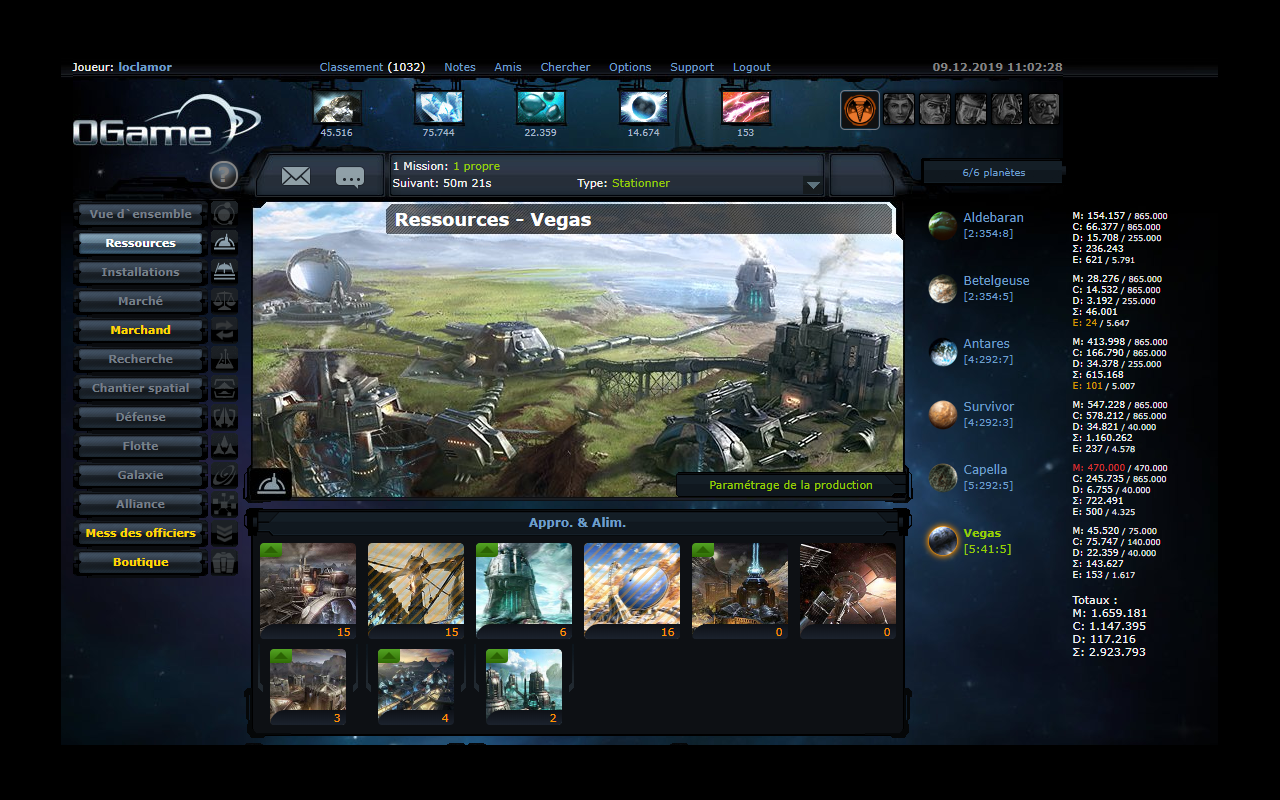 Joueur: loclamor
Classement (1032) Notes Amis Chercher Options Support Logout
09.12.2019 11:02:28
OGame
45.516 75.744 22.359 14.674 153
?
1 Mission: 1 propre
Suivant: 50m 21s Type: Stationner
6/6 planètes
Vue d`ensemble
Ressources
Installations
Marché
Marchand
Recherche
Chantier spatial
Défense
Flotte
Galaxie
Alliance
Mess des officiers
Boutique
Ressources - Vegas
Paramétrage de la production
Appro. & Alim.
15 15 6 16 0 0
3 4 2
Aldebaran
[2:354:8]
M: 154.157 / 865.000
C: 66.377 / 865.000
D: 15.708 / 255.000
Σ: 236.243
E: 621 / 5.791
Betelgeuse
[2:354:5]
M: 28.276 / 865.000
C: 14.532 / 865.000
D: 3.192 / 255.000
Σ: 46.001
E: 24 / 5.647
Antares
[4:292:7]
M: 413.998 / 865.000
C: 166.790 / 865.000
D: 34.378 / 255.000
Σ: 615.168
E: 101 / 5.007
Survivor
[4:292:3]
M: 547.228 / 865.000
C: 578.212 / 865.000
D: 34.821 / 40.000
Σ: 1.160.262
E: 237 / 4.578
Capella
[5:292:5]
M: 470.000 / 470.000
C: 245.735 / 865.000
D: 6.755 / 40.000
Σ: 722.491
E: 500 / 4.325
Vegas
[5:41:5]
M: 45.520 / 75.000
C: 75.747 / 140.000
D: 22.359 / 40.000
Σ: 143.627
E: 153 / 1.617
Totaux :
M: 1.659.181
C: 1.147.395
D: 117.216
Σ: 2.923.793